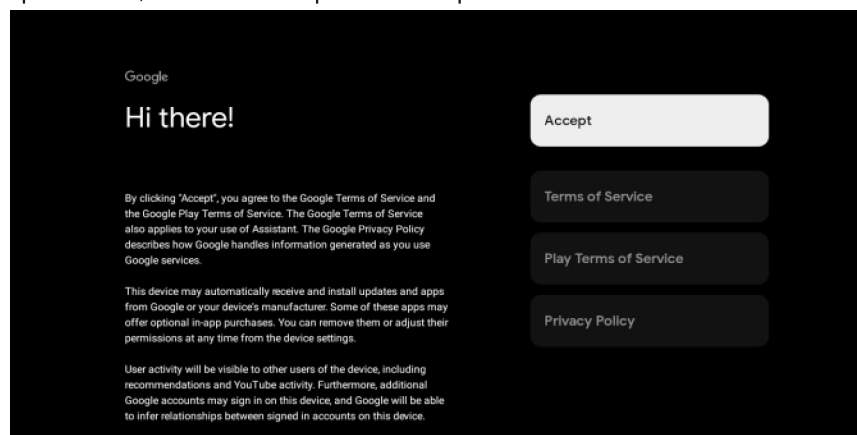 Google
Hi there!
By clicking "Accept", you agree to the Google Terms of Service and
the Google Play Terms of Service. The Google Terms of Service
also applies to your use of Assistant. The Google Privacy Policy
describes how Google handles information generated as you use
Google services.
This device may automatically receive and install updates and apps
from Google or your device's manufacturer. Some of these apps may
offer optional in-app purchases. You can remove them or adjust their
permissions at any time from the device settings.
User activity will be visible to other users of the device, including
recommendations and YouTube activity. Furthermore, additional
Google accounts may sign in on this device, and Google will be able
to infer relationships between signed in accounts on this device.
Accept
Terms of Service
Play Terms of Service
Privacy Policy